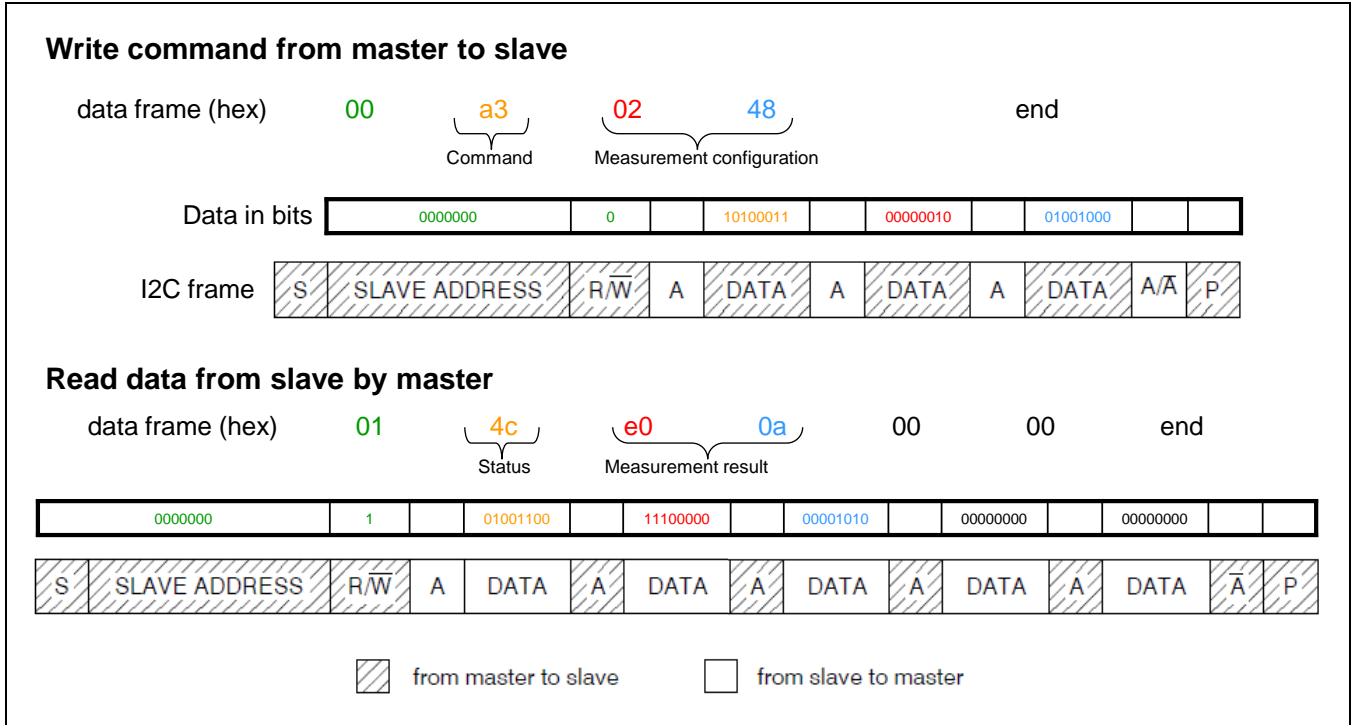 Write command from master to slave
data frame (hex) 00 a3 02 48 end
Command Measurement configuration
Data in bits 0000000 0 10100011 00000010 01001000
I2C frame S SLAVE ADDRESS R/W̅ A DATA A DATA A DATA A/A̅ P
Read data from slave by master
data frame (hex) 01 4c e0 0a 00 00 end
Status Measurement result
0000000 1 01001100 11100000 00001010 00000000 00000000
S SLAVE ADDRESS R/W̅ A DATA A DATA A DATA A DATA A DATA A̅ P
from master to slave from slave to master